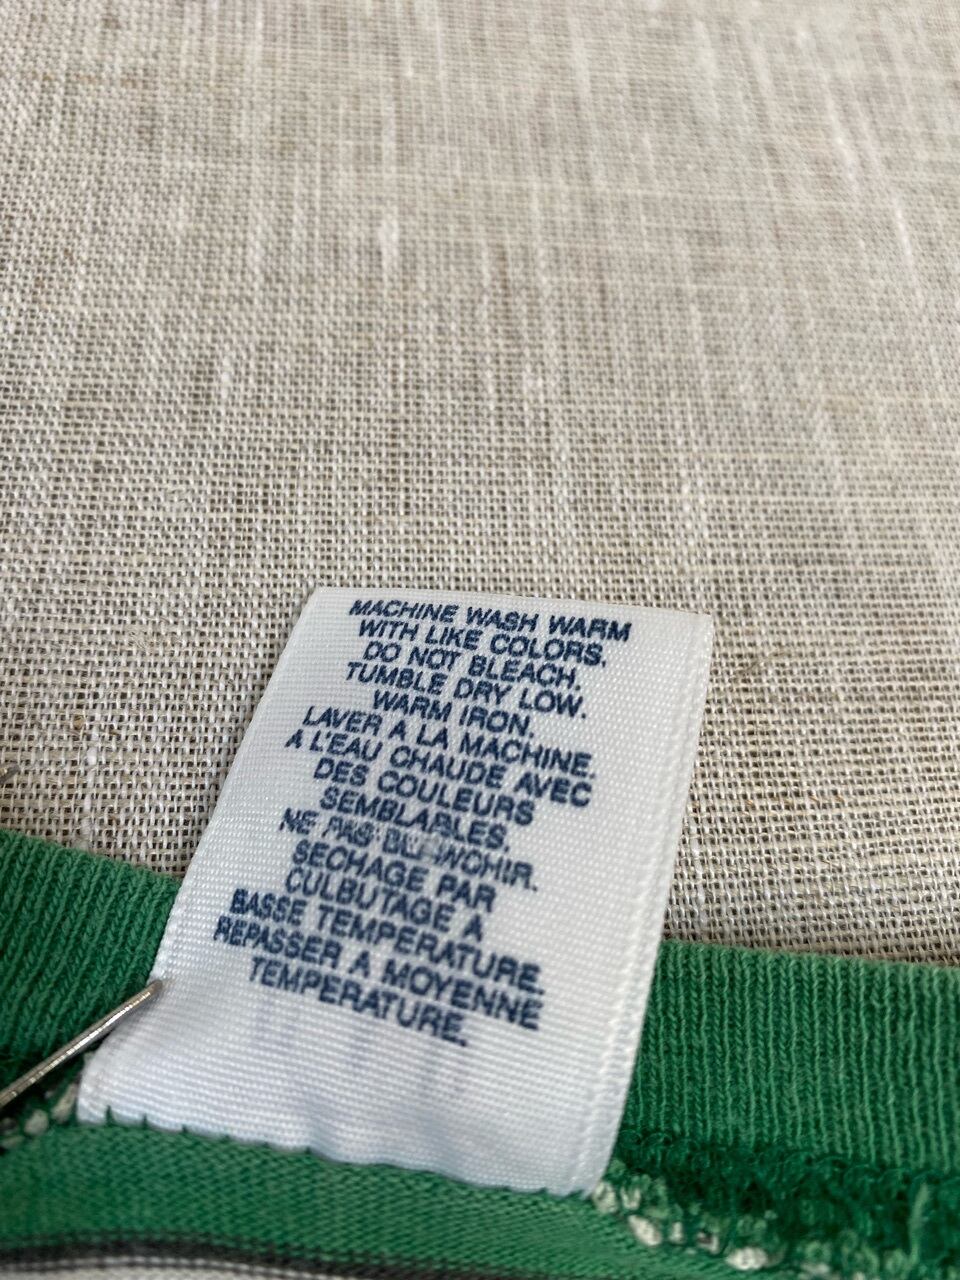 MACHINE WASH WARM
WITH LIKE COLORS.
DO NOT BLEACH.
TUMBLE DRY LOW.
WARM IRON.
LAVER A LA MACHINE.
A L'EAU CHAUDE AVEC
DES COULEURS
SEMBLABLES.
NE PAS
SECHAGE PAR
CULBUTAGE A
BASSE TEMPERATURE.
REPASSER A MOYENNE
TEMPERATURE.